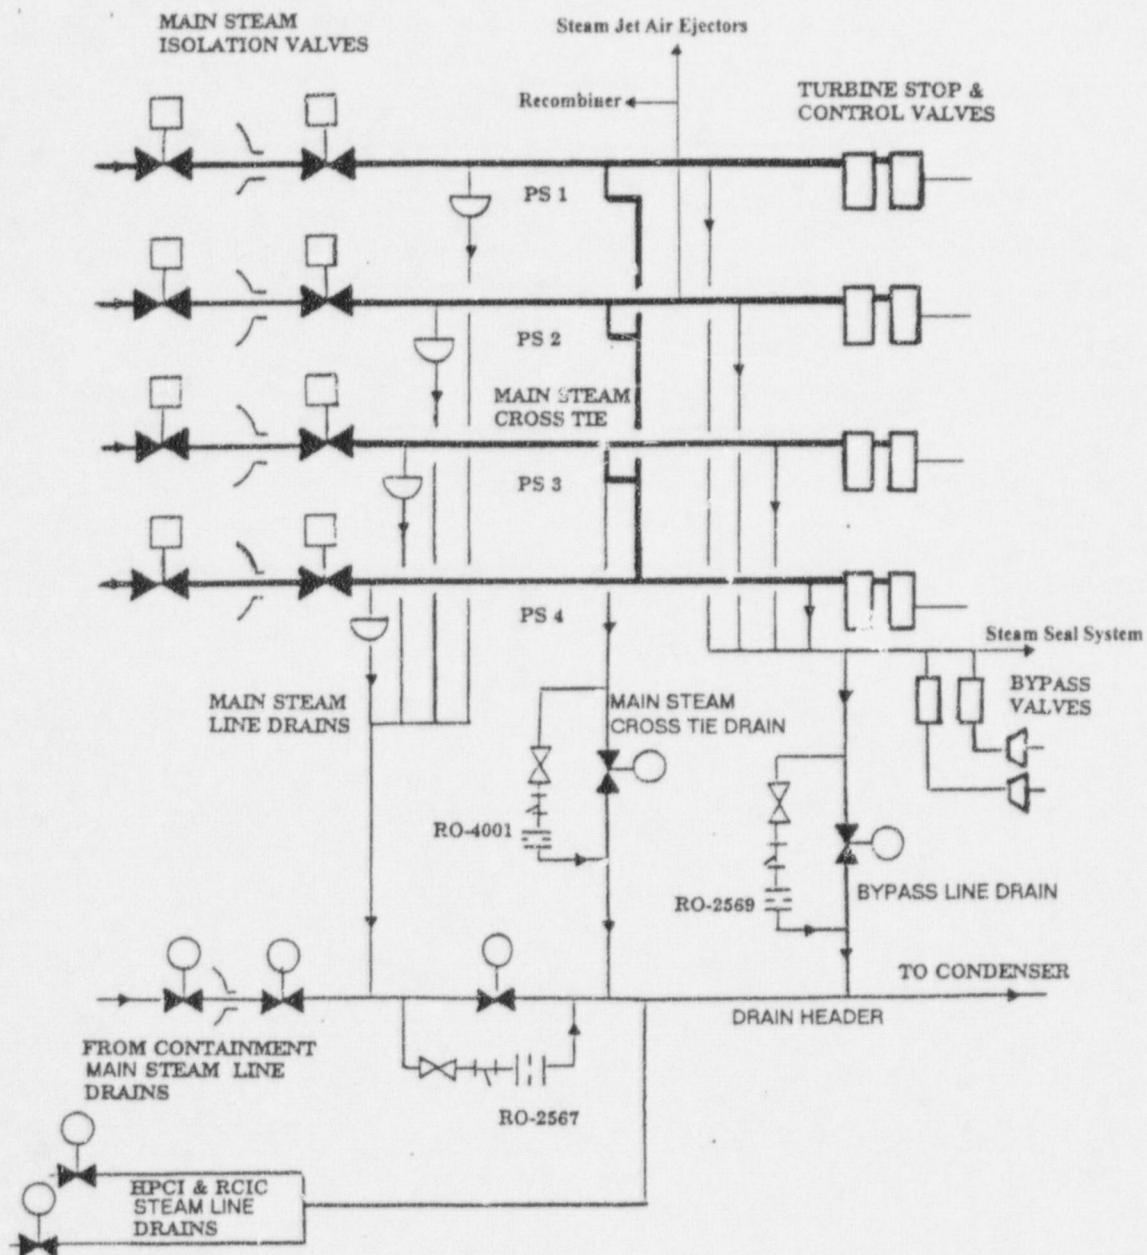 MAIN STEAM
ISOLATION VALVES
Steam Jet Air Ejectors
Recombiner
TURBINE STOP &
CONTROL VALVES
PS 1
PS 2
MAIN STEAM
CROSS TIE
PS 3
PS 4
Steam Seal System
MAIN STEAM
LINE DRAINS
MAIN STEAM
CROSS TIE DRAIN
BYPASS
VALVES
RO-4001
RO-2569
BYPASS LINE DRAIN
TO CONDENSER
DRAIN HEADER
FROM CONTAINMENT
MAIN STEAM LINE
DRAINS
RO-2567
HPCI & RCIC
STEAM LINE
DRAINS